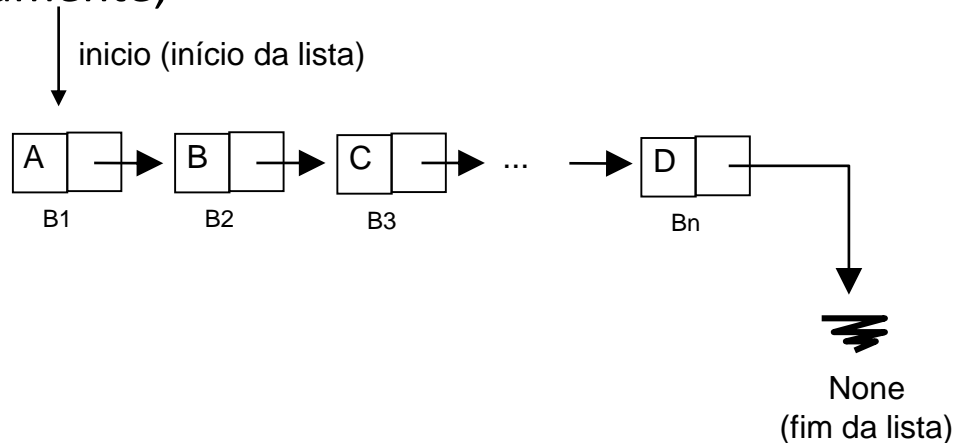 inicio (início da lista)
A B C ... D
B1 B2 B3 Bn
None
(fim da lista)